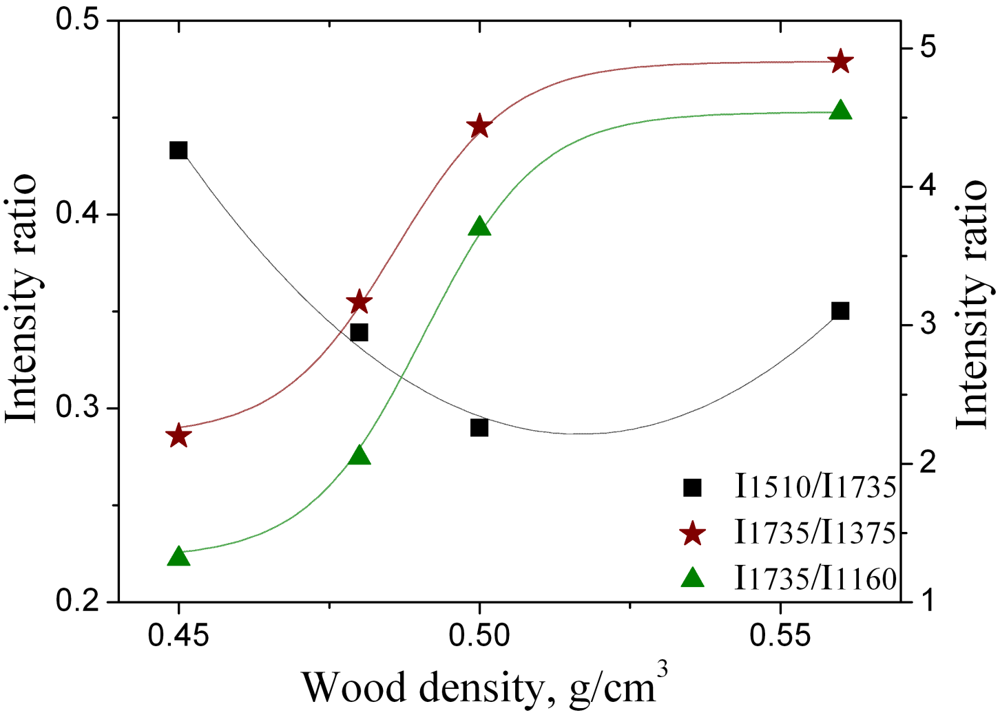 0.5
0.4
0.3
0.2
Intensity ratio
5
4
3
2
1
Intensity ratio
I1510/I1735
I1735/I1375
I1735/I1160
0.45 0.50 0.55
Wood density, g/cm³